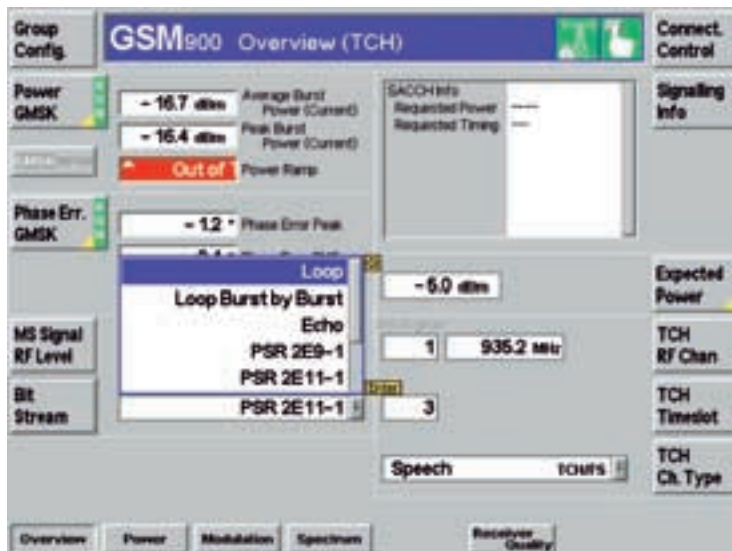 Group Config.
GSM900 Overview (TCH)
Connect. Control
Power GMSK
- 16.7 dBm Average Burst Power (Current)
- 16.4 dBm Peak Burst Power (Current)
Out of Power Ramp
SACCH Info
Requested Power ----
Requested Timing ---
Signalling Info
Phase Err. GMSK
- 1.2 ° Phase Error Peak
Loop
Loop Burst by Burst
Echo
PSR 2E9-1
PSR 2E11-1
- 5.0 dBm
Expected Power
MS Signal RF Level
1 935.2 MHz
TCH RF Chan
Bit Stream
PSR 2E11-1
Enter
3
TCH Timeslot
Speech TCH/FS
TCH Ch. Type
Overview Power Modulation Spectrum Receiver Quality